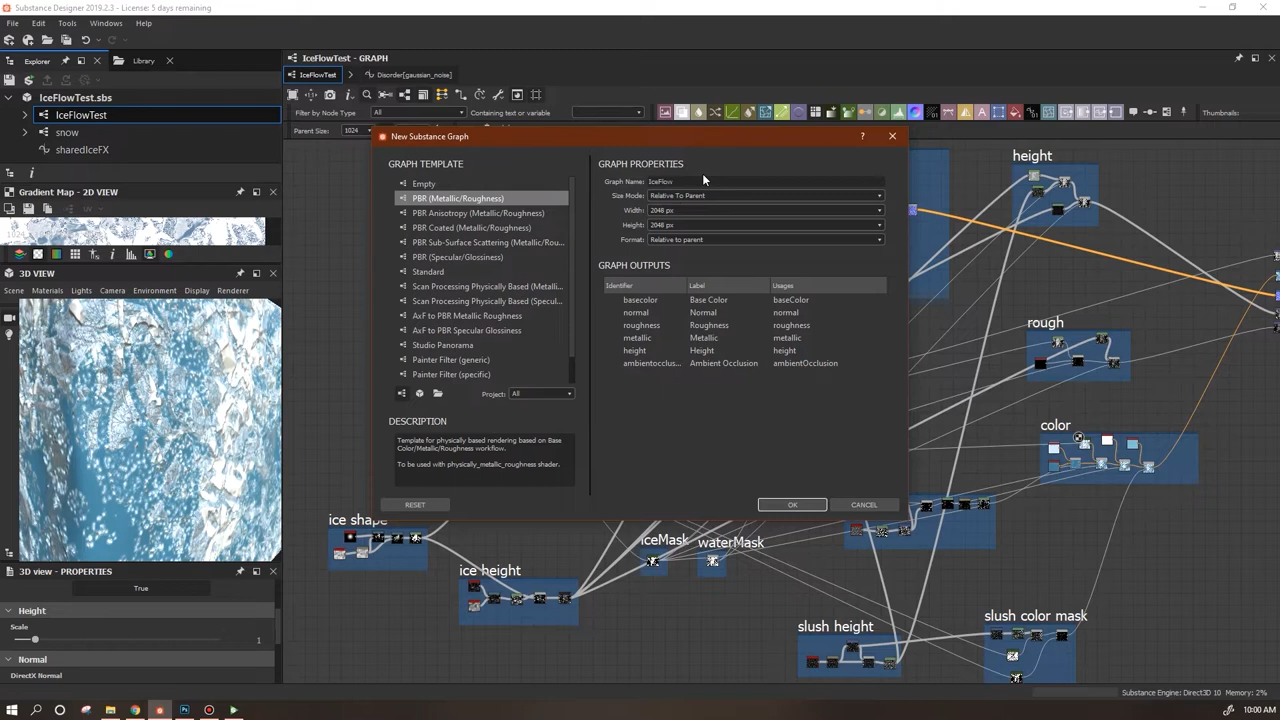 Substance Designer 2019.2.3 - License: 5 days remaining
File Edit Tools Windows Help
Explorer
Library
IceFlowTest.sbs
IceFlowTest
snow
sharedIceFX
Gradient Map - 2D VIEW
3D VIEW
Scene Materials Lights Camera Environment Display Renderer
3D view - PROPERTIES
True
Height
Scale
1
Normal
DirectX Normal
IceFlowTest - GRAPH
IceFlowTest
Disorder[gaussian_noise]
Filter by Node Type
All
Containing text or variable
Thumbnails:
Parent Size: 1024
New Substance Graph
?
GRAPH TEMPLATE
Empty
PBR (Metallic/Roughness)
PBR Anisotropy (Metallic/Roughness)
PBR Coated (Metallic/Roughness)
PBR Sub-Surface Scattering (Metallic/Rou...
PBR (Specular/Glossiness)
Standard
Scan Processing Physically Based (Metalli...
Scan Processing Physically Based (Specul...
AxF to PBR Metallic Roughness
AxF to PBR Specular Glossiness
Studio Panorama
Painter Filter (generic)
Painter Filter (specific)
Project: All
DESCRIPTION
Template for physically based rendering based on Base
Color/Metallic/Roughness workflow.
To be used with physically_metallic_roughness shader.
RESET
GRAPH PROPERTIES
Graph Name: IceFlow
Size Mode: Relative To Parent
Width: 2048 px
Height: 2048 px
Format: Relative to parent
GRAPH OUTPUTS
Identifier Label Usages
basecolor Base Color baseColor
normal Normal normal
roughness Roughness roughness
metallic Metallic metallic
height Height height
ambientocclus... Ambient Occlusion ambientOcclusion
OK
CANCEL
height
rough
color
ice shape
ice height
iceMask
waterMask
slush height
slush color mask
Substance Engine: Direct3D 10 Memory: 2%
10:00 AM